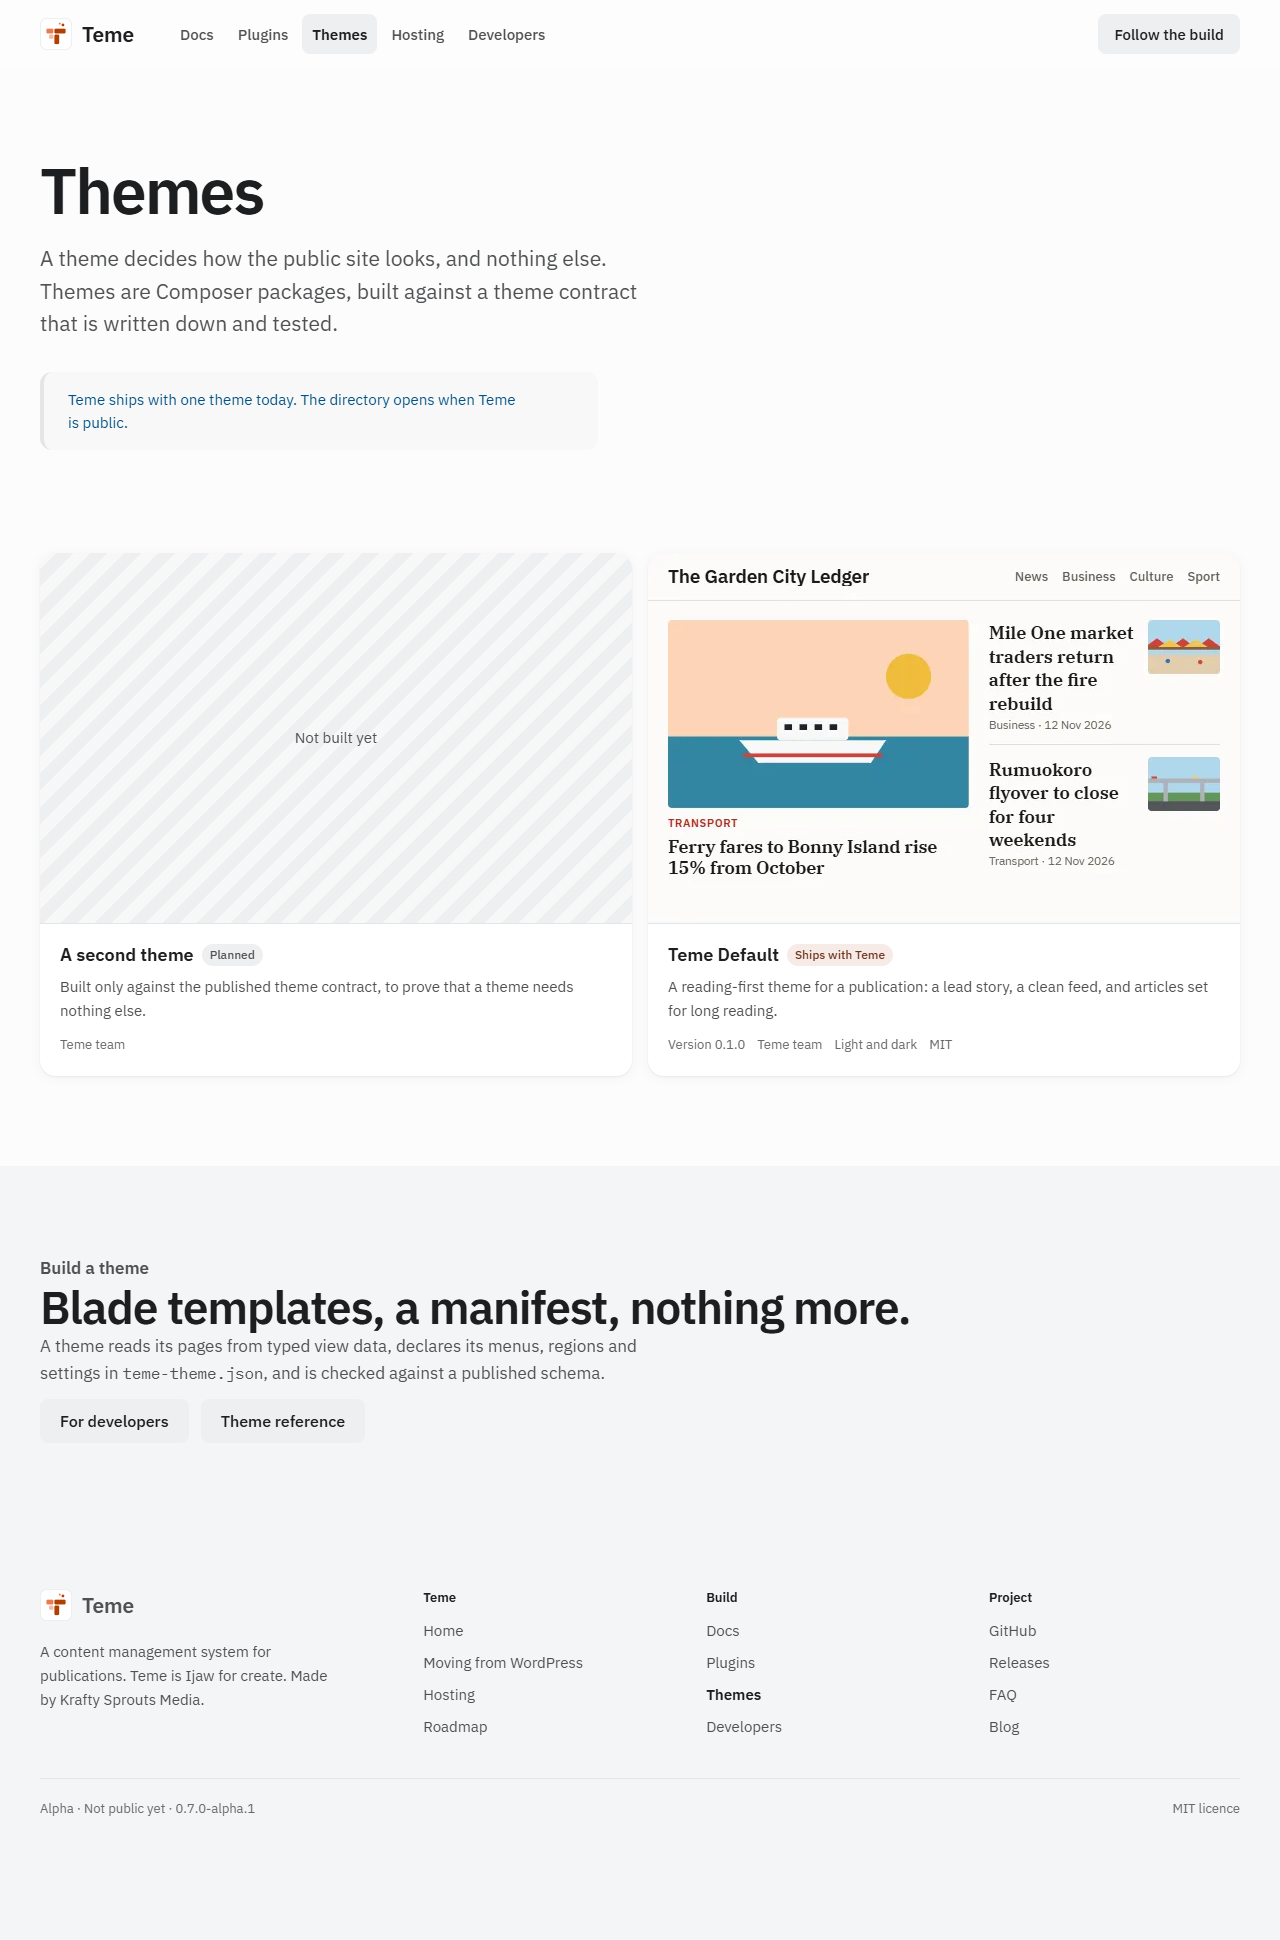 Teme
Docs
Plugins
Themes
Hosting
Developers
Follow the build
Themes
A theme decides how the public site looks, and nothing else.
Themes are Composer packages, built against a theme contract
that is written down and tested.
Teme ships with one theme today. The directory opens when Teme
is public.
Not built yet
A second theme
Planned
Built only against the published theme contract, to prove that a theme needs
nothing else.
Teme team
The Garden City Ledger
News
Business
Culture
Sport
TRANSPORT
Ferry fares to Bonny Island rise
15% from October
Mile One market
traders return
after the fire
rebuild
Business · 12 Nov 2026
Rumuokoro
flyover to close
for four
weekends
Transport · 12 Nov 2026
Teme Default
Ships with Teme
A reading-first theme for a publication: a lead story, a clean feed, and articles set
for long reading.
Version 0.1.0
Teme team
Light and dark
MIT
Build a theme
Blade templates, a manifest, nothing more.
A theme reads its pages from typed view data, declares its menus, regions and
settings in teme-theme.json, and is checked against a published schema.
For developers
Theme reference
Teme
A content management system for
publications. Teme is Ijaw for create. Made
by Krafty Sprouts Media.
Teme
Home
Moving from WordPress
Hosting
Roadmap
Build
Docs
Plugins
Themes
Developers
Project
GitHub
Releases
FAQ
Blog
Alpha · Not public yet · 0.7.0-alpha.1
MIT licence